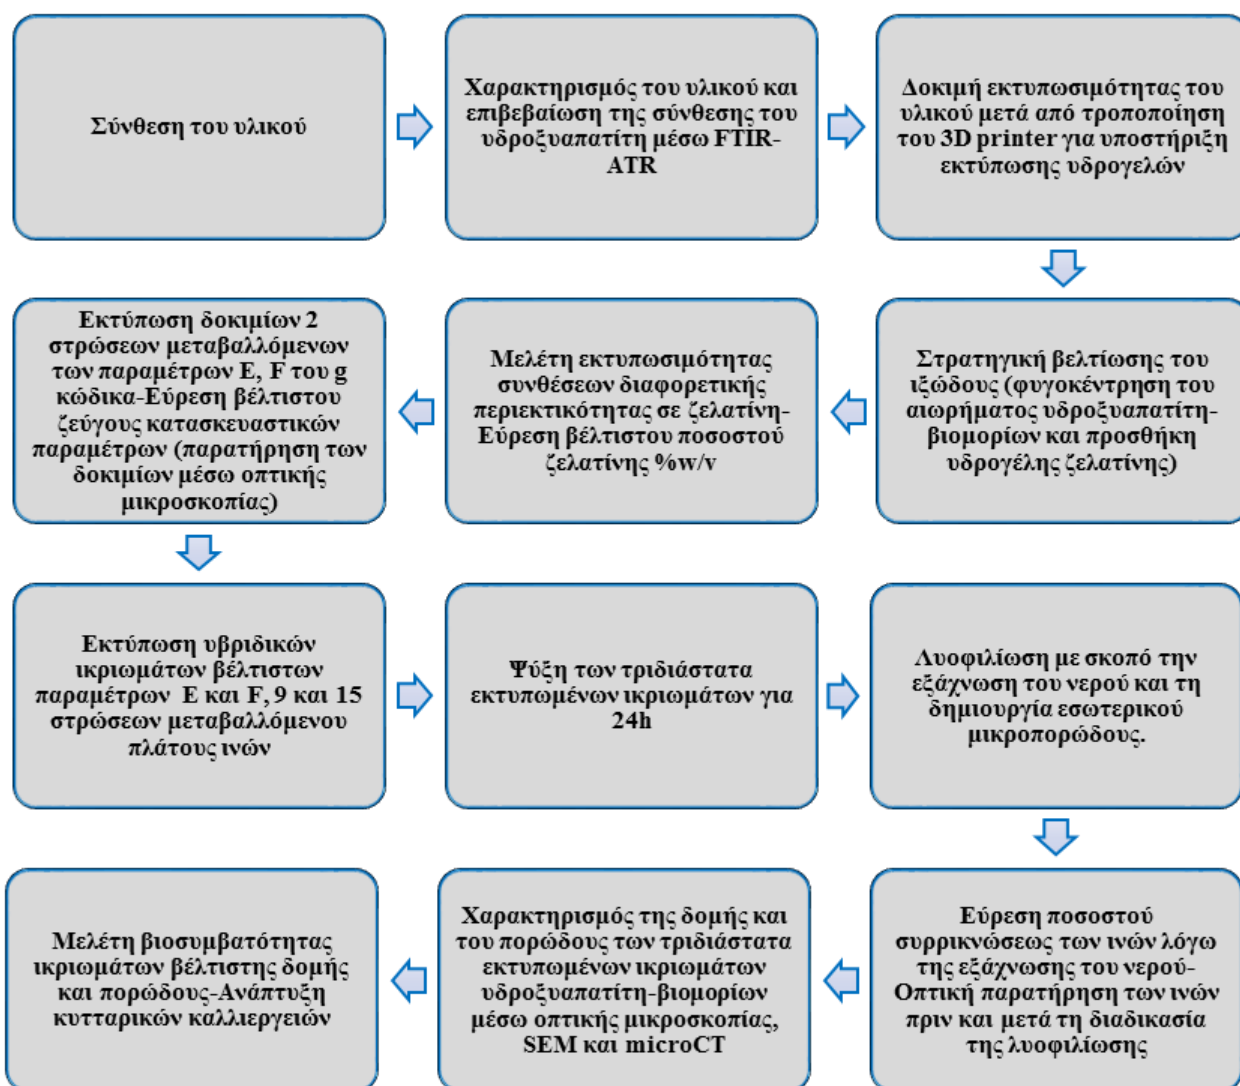 Σύνθεση του υλικού
Χαρακτηρισμός του υλικού και
επιβεβαίωση της σύνθεσης του
υδροξυαπατίτη μέσω FTIR-
ATR
Δοκιμή εκτυπωσιμότητας του
υλικού μετά από τροποποίηση
του 3D printer για υποστήριξη
εκτύπωσης υδρογελών
Στρατηγική βελτίωσης του
ιξώδους (φυγοκέντρηση του
αιωρήματος υδροξυαπατίτη-
βιομορίων και προσθήκη
υδρογέλης ζελατίνης)
Μελέτη εκτυπωσιμότητας
συνθέσεων διαφορετικής
περιεκτικότητας σε ζελατίνη-
Εύρεση βέλτιστου ποσοστού
ζελατίνης %w/v
Εκτύπωση δοκιμίων 2
στρώσεων μεταβαλλόμενων
των παραμέτρων E, F του g
κώδικα-Εύρεση βέλτιστου
ζεύγους κατασκευαστικών
παραμέτρων (παρατήρηση των
δοκιμίων μέσω οπτικής
μικροσκοπίας)
Εκτύπωση υβριδικών
ικριωμάτων βέλτιστων
παραμέτρων E και F, 9 και 15
στρώσεων μεταβαλλόμενου
πλάτους ινών
Ψύξη των τριδιάστατα
εκτυπωμένων ικριωμάτων για
24h
Λυοφιλίωση με σκοπό την
εξάχνωση του νερού και τη
δημιουργία εσωτερικού
μικροπορώδους.
Εύρεση ποσοστού
συρρικνώσεως των ινών λόγω
της εξάχνωσης του νερού-
Οπτική παρατήρηση των ινών
πριν και μετά τη διαδικασία
της λυοφιλίωσης
Χαρακτηρισμός της δομής και
του πορώδους των τριδιάστατα
εκτυπωμένων ικριωμάτων
υδροξυαπατίτη-βιομορίων
μέσω οπτικής μικροσκοπίας,
SEM και microCT
Μελέτη βιοσυμβατότητας
ικριωμάτων βέλτιστης δομής
και πορώδους-Ανάπτυξη
κυτταρικών καλλιεργειών